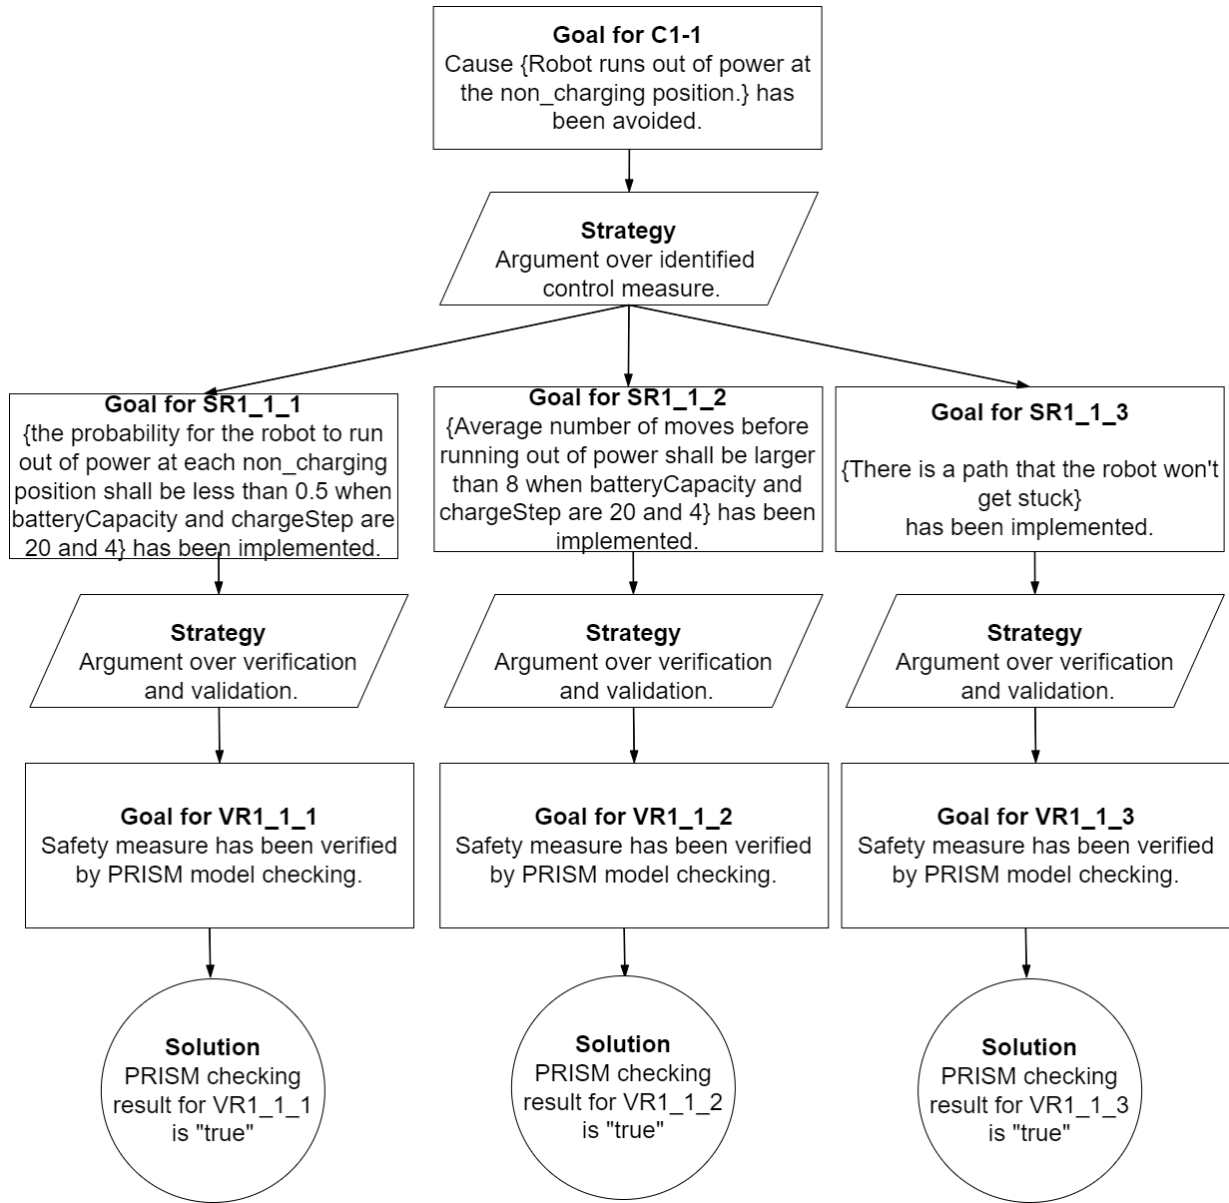 Goal for C1-1
Cause {Robot runs out of power at
the non_charging position.} has
been avoided.
Strategy
Argument over identified
control measure.
Goal for SR1_1_1
{the probability for the robot to run
out of power at each non_charging
position shall be less than 0.5 when
batteryCapacity and chargeStep are
20 and 4} has been implemented.
Goal for SR1_1_2
{Average number of moves before
running out of power shall be larger
than 8 when batteryCapacity and
chargeStep are 20 and 4} has been
implemented.
Goal for SR1_1_3
{There is a path that the robot won't
get stuck}
has been implemented.
Strategy
Argument over verification
and validation.
Strategy
Argument over verification
and validation.
Strategy
Argument over verification
and validation.
Goal for VR1_1_1
Safety measure has been verified
by PRISM model checking.
Goal for VR1_1_2
Safety measure has been verified
by PRISM model checking.
Goal for VR1_1_3
Safety measure has been verified
by PRISM model checking.
Solution
PRISM checking
result for VR1_1_1
is "true"
Solution
PRISM checking
result for VR1_1_2
is "true"
Solution
PRISM checking
result for VR1_1_3
is "true"